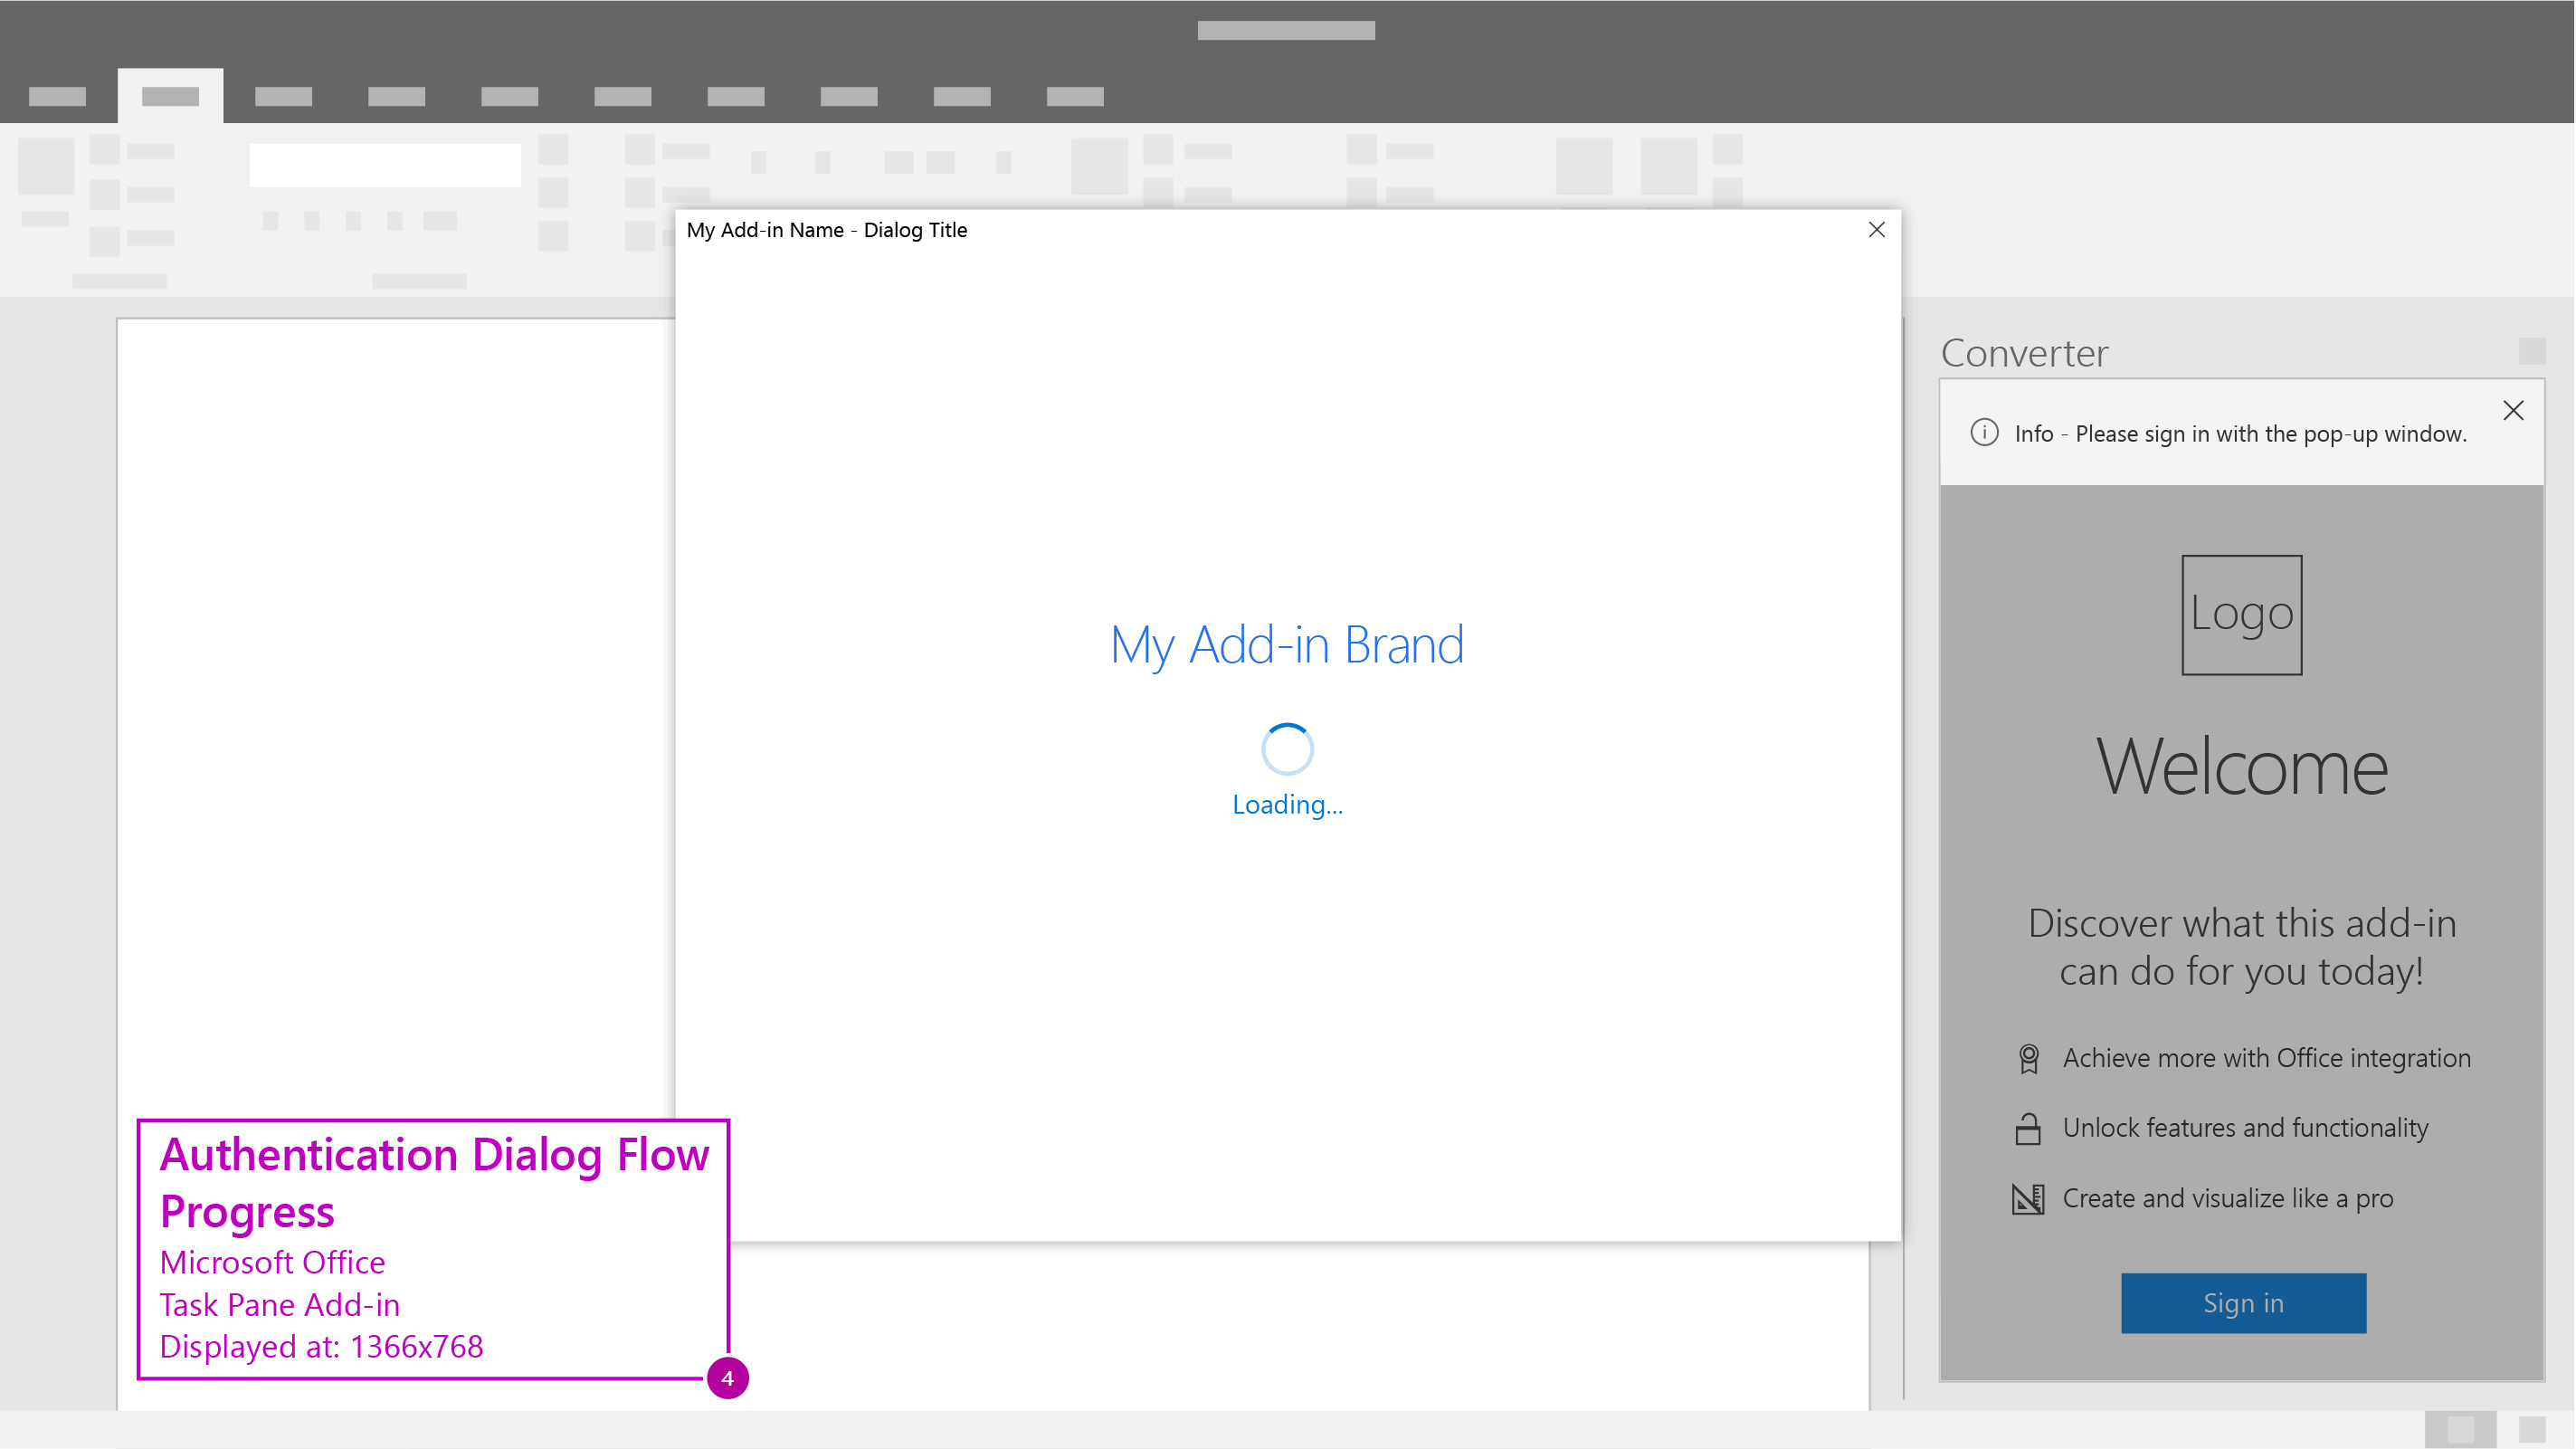 My Add-in Name - Dialog Title
My Add-in Brand
Loading...
Converter
Info - Please sign in with the pop-up window.
Logo
Welcome
Discover what this add-in
can do for you today!
Achieve more with Office integration
Unlock features and functionality
Create and visualize like a pro
Sign in
Authentication Dialog Flow
Progress
Microsoft Office
Task Pane Add-in
Displayed at: 1366x768
4